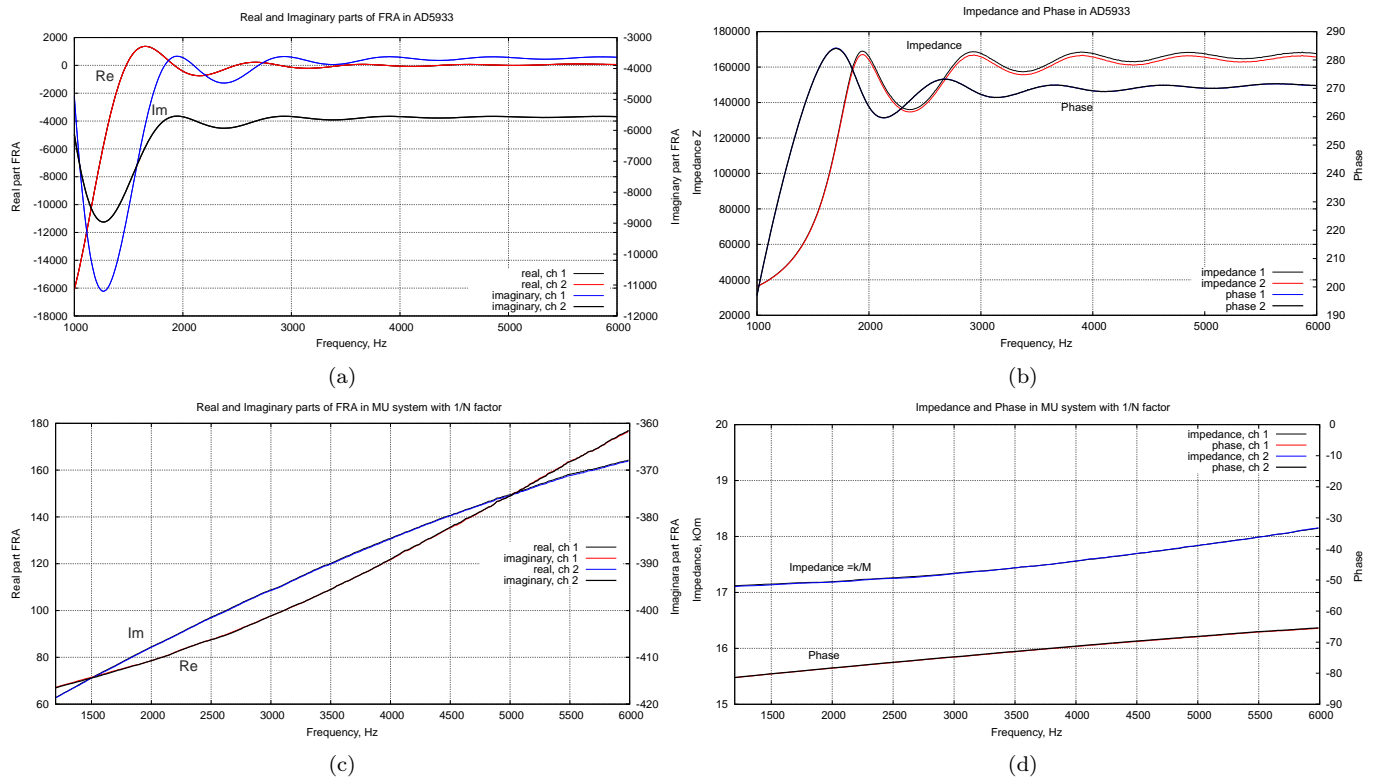 Real and Imaginary parts of FRA in AD5933
2000
0
-2000
-4000
-6000
-8000
-10000
-12000
-14000
-16000
-18000
Real part FRA
-3000
-4000
-5000
-6000
-7000
-8000
-9000
-10000
-11000
-12000
Imaginary part FRA
Re
Im
real, ch 1
real, ch 2
imaginary, ch 1
imaginary, ch 2
1000 2000 3000 4000 5000 6000
Frequency, Hz
(a)
Impedance and Phase in AD5933
180000
160000
140000
120000
100000
80000
60000
40000
20000
Impedance Z
290
280
270
260
250
240
230
220
210
200
190
Phase
Impedance
Phase
impedance 1
impedance 2
phase 1
phase 2
1000 2000 3000 4000 5000 6000
Frequency, Hz
(b)
Real and Imaginary parts of FRA in MU system with 1/N factor
180
160
140
120
100
80
60
Real part FRA
-360
-370
-380
-390
-400
-410
-420
Imaginara part FRA
Im
Re
real, ch 1
imaginary, ch 1
real, ch 2
imaginary, ch 2
1500 2000 2500 3000 3500 4000 4500 5000 5500 6000
Frequency, Hz
(c)
Impedance and Phase in MU system with 1/N factor
20
19
18
17
16
15
Impedance, kOm
0
-10
-20
-30
-40
-50
-60
-70
-80
-90
Phase
impedance, ch 1
phase, ch 1
impedance, ch 2
phase, ch 2
Impedance =k/M
Phase
1500 2000 2500 3000 3500 4000 4500 5000 5500 6000
Frequency, Hz
(d)